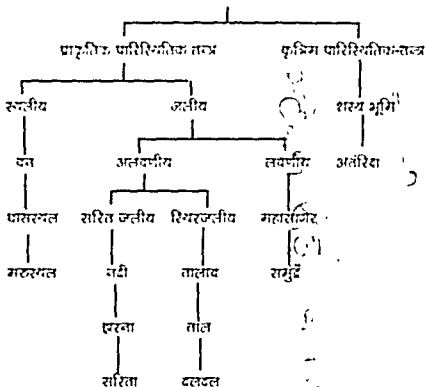 प्राकृतिक पारिस्थितिक तन्त्र कृत्रिम पारिस्थितिक-तन्त्र
स्थलीय जलीय शस्य भूमि
वन अलवणीय लवणीय अंतरिक्ष
घासस्थल सरित जलीय स्थिरजलीय महासागर
मरुस्थल नदी तालाब समुद्र
झरना ताल
सरिता दलदल